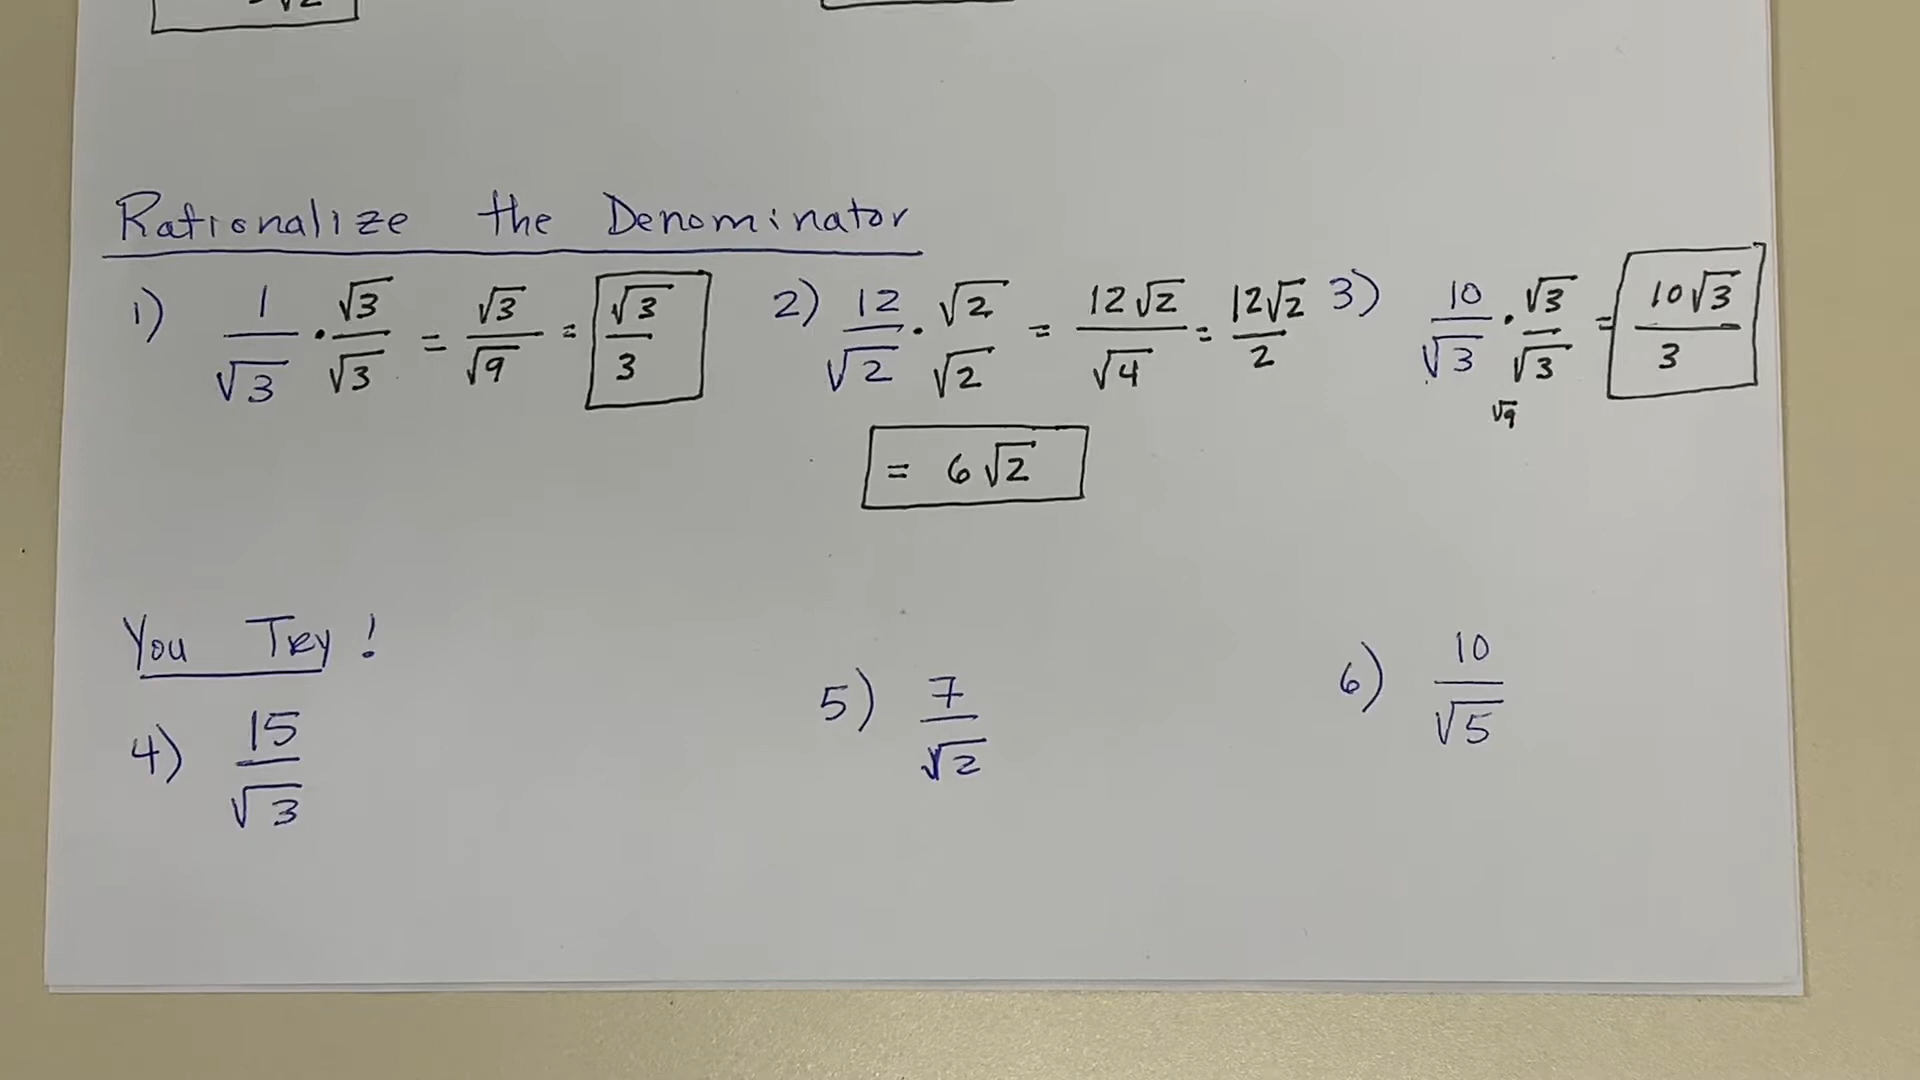 √2
Rationalize the Denominator
1) 1/√3 · √3/√3 = √3/√9 = √3/3
2) 12/√2 · √2/√2 = 12√2/√4 = 12√2/2
= 6√2
3) 10/√3 · √3/√3 = 10√3/3
√9
You Try!
4) 15/√3
5) 7/√2
6) 10/√5